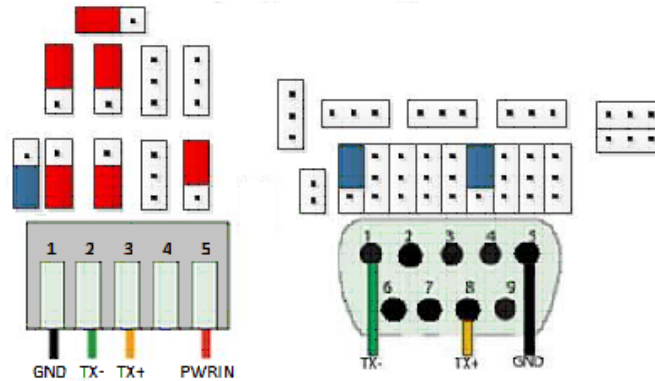 1 2 3 4 5
1 2 3 4 5
6 7 8 9
GND TX- TX+ PWRIN
TX- TX+ GND